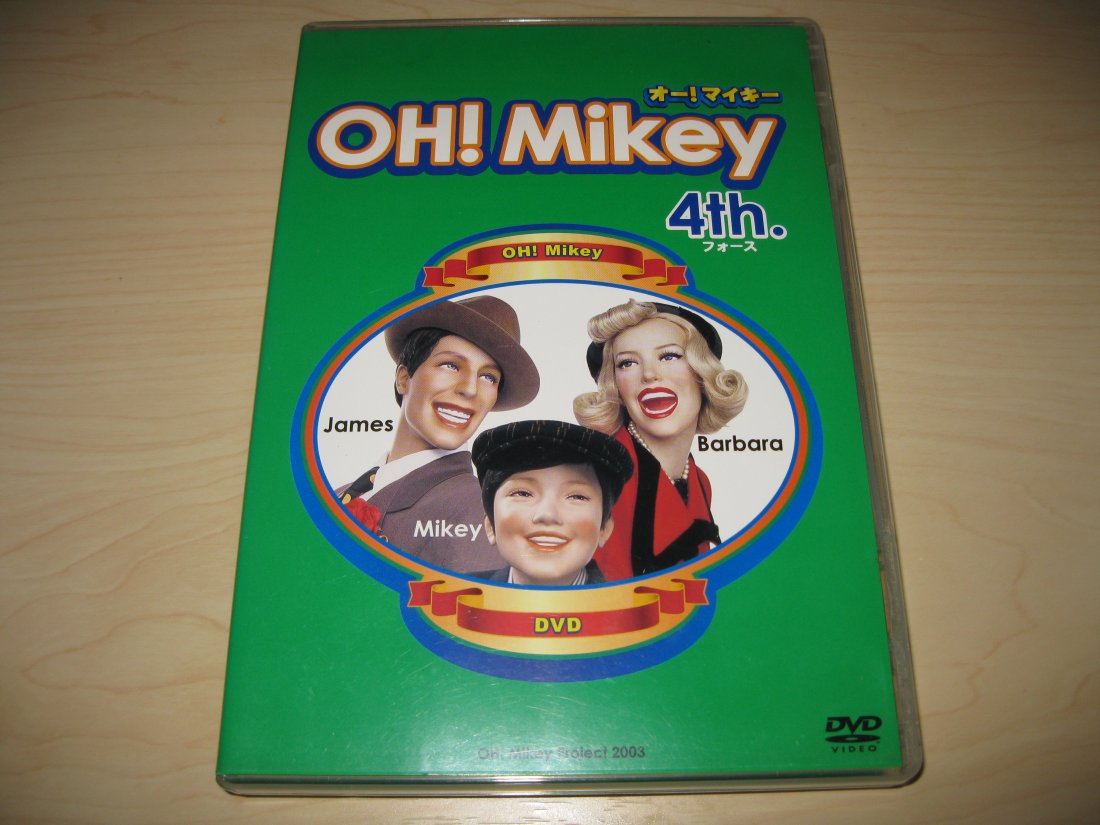 オー!マイキー
OH! Mikey
4th.
フォース
OH! Mikey
James
Barbara
Mikey
DVD
DVD
VIDEO
OH! Mikey Project 2003